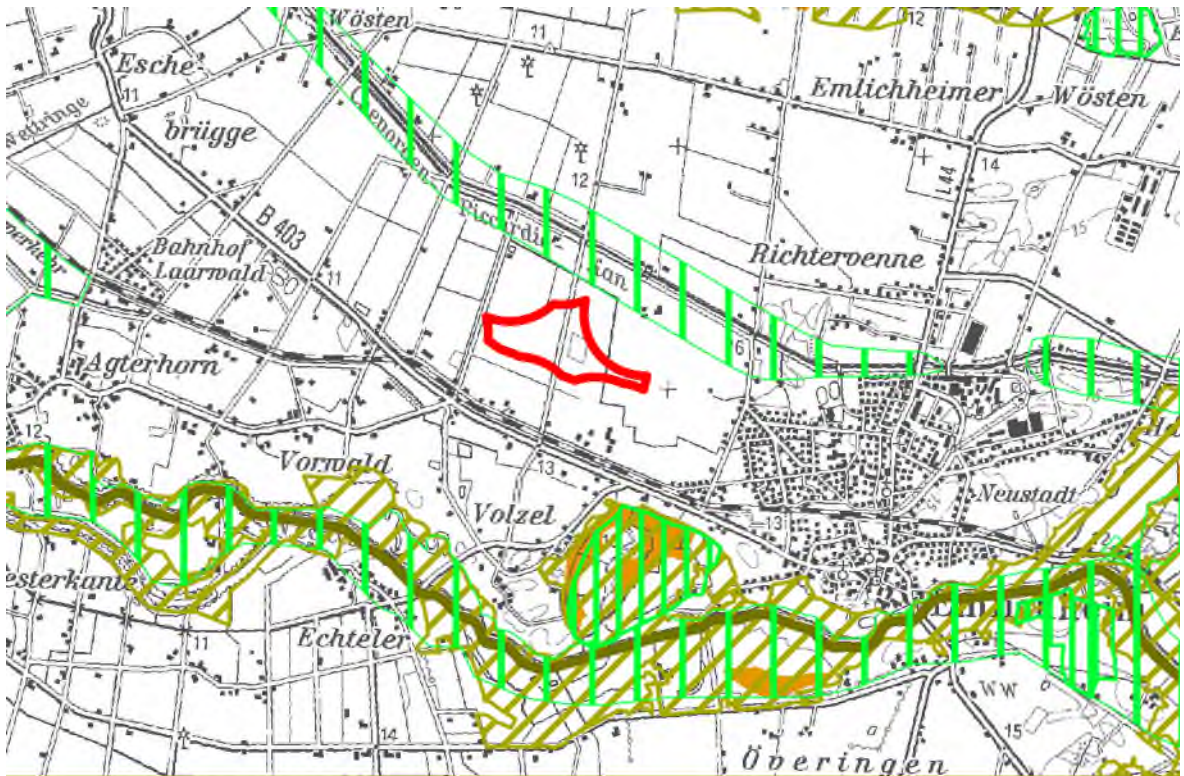 Wösten
11
12
Esche
brügge
11
Emlichheimer
Wösten
14
L 44
15
12
B 403
Bahnhof
Laarwald
11
Richtervenne
Agterhorn
16
12
Vorwald
13
Volzel
13
Neustadt
11
Echteler
WW
15
14
a
Överingen